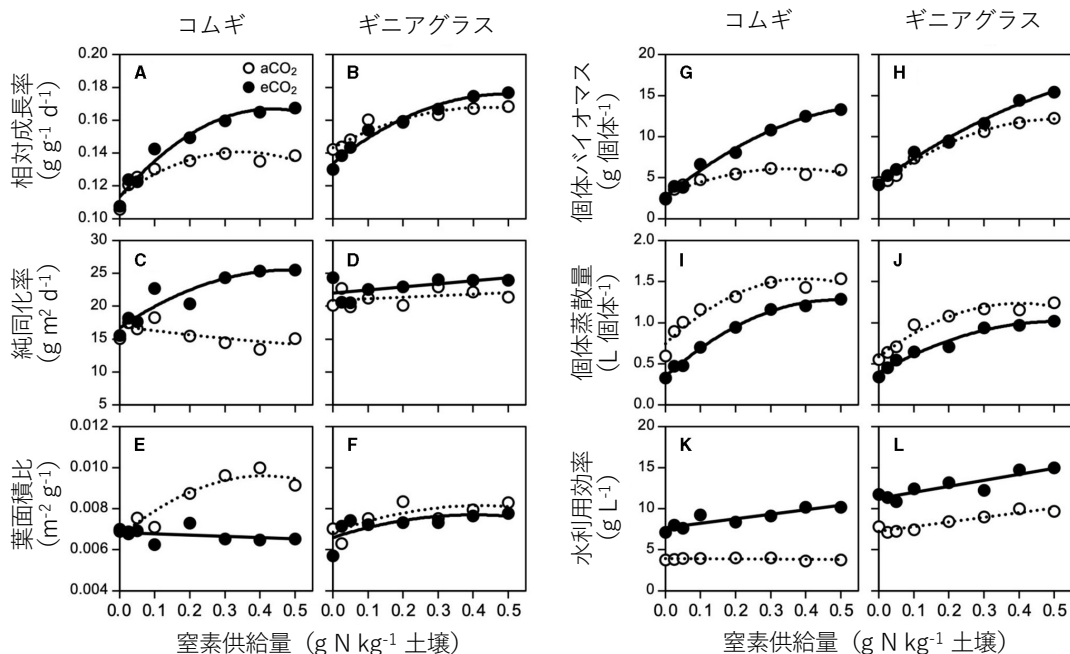 コムギ
ギニアグラス
コムギ
ギニアグラス
相対成長率
(g g-1 d-1)
0.20
0.18
0.16
0.14
0.12
0.10
A
aCO2
eCO2
B
純同化率
(g m2 d-1)
30
25
20
15
10
5
C
D
葉面積比
(m-2 g-1)
0.012
0.010
0.008
0.006
0.004
E
F
0.0 0.1 0.2 0.3 0.4 0.5
0.0 0.1 0.2 0.3 0.4 0.5
窒素供給量 (g N kg-1 土壌)
個体バイオマス
(g 個体-1)
20
15
10
5
0
G
H
個体蒸散量
(L 個体-1)
2.0
1.5
1.0
0.5
0.0
I
J
水利用効率
(g L-1)
20
15
10
5
0
K
L
0.0 0.1 0.2 0.3 0.4 0.5
0.0 0.1 0.2 0.3 0.4 0.5
窒素供給量 (g N kg-1 土壌)